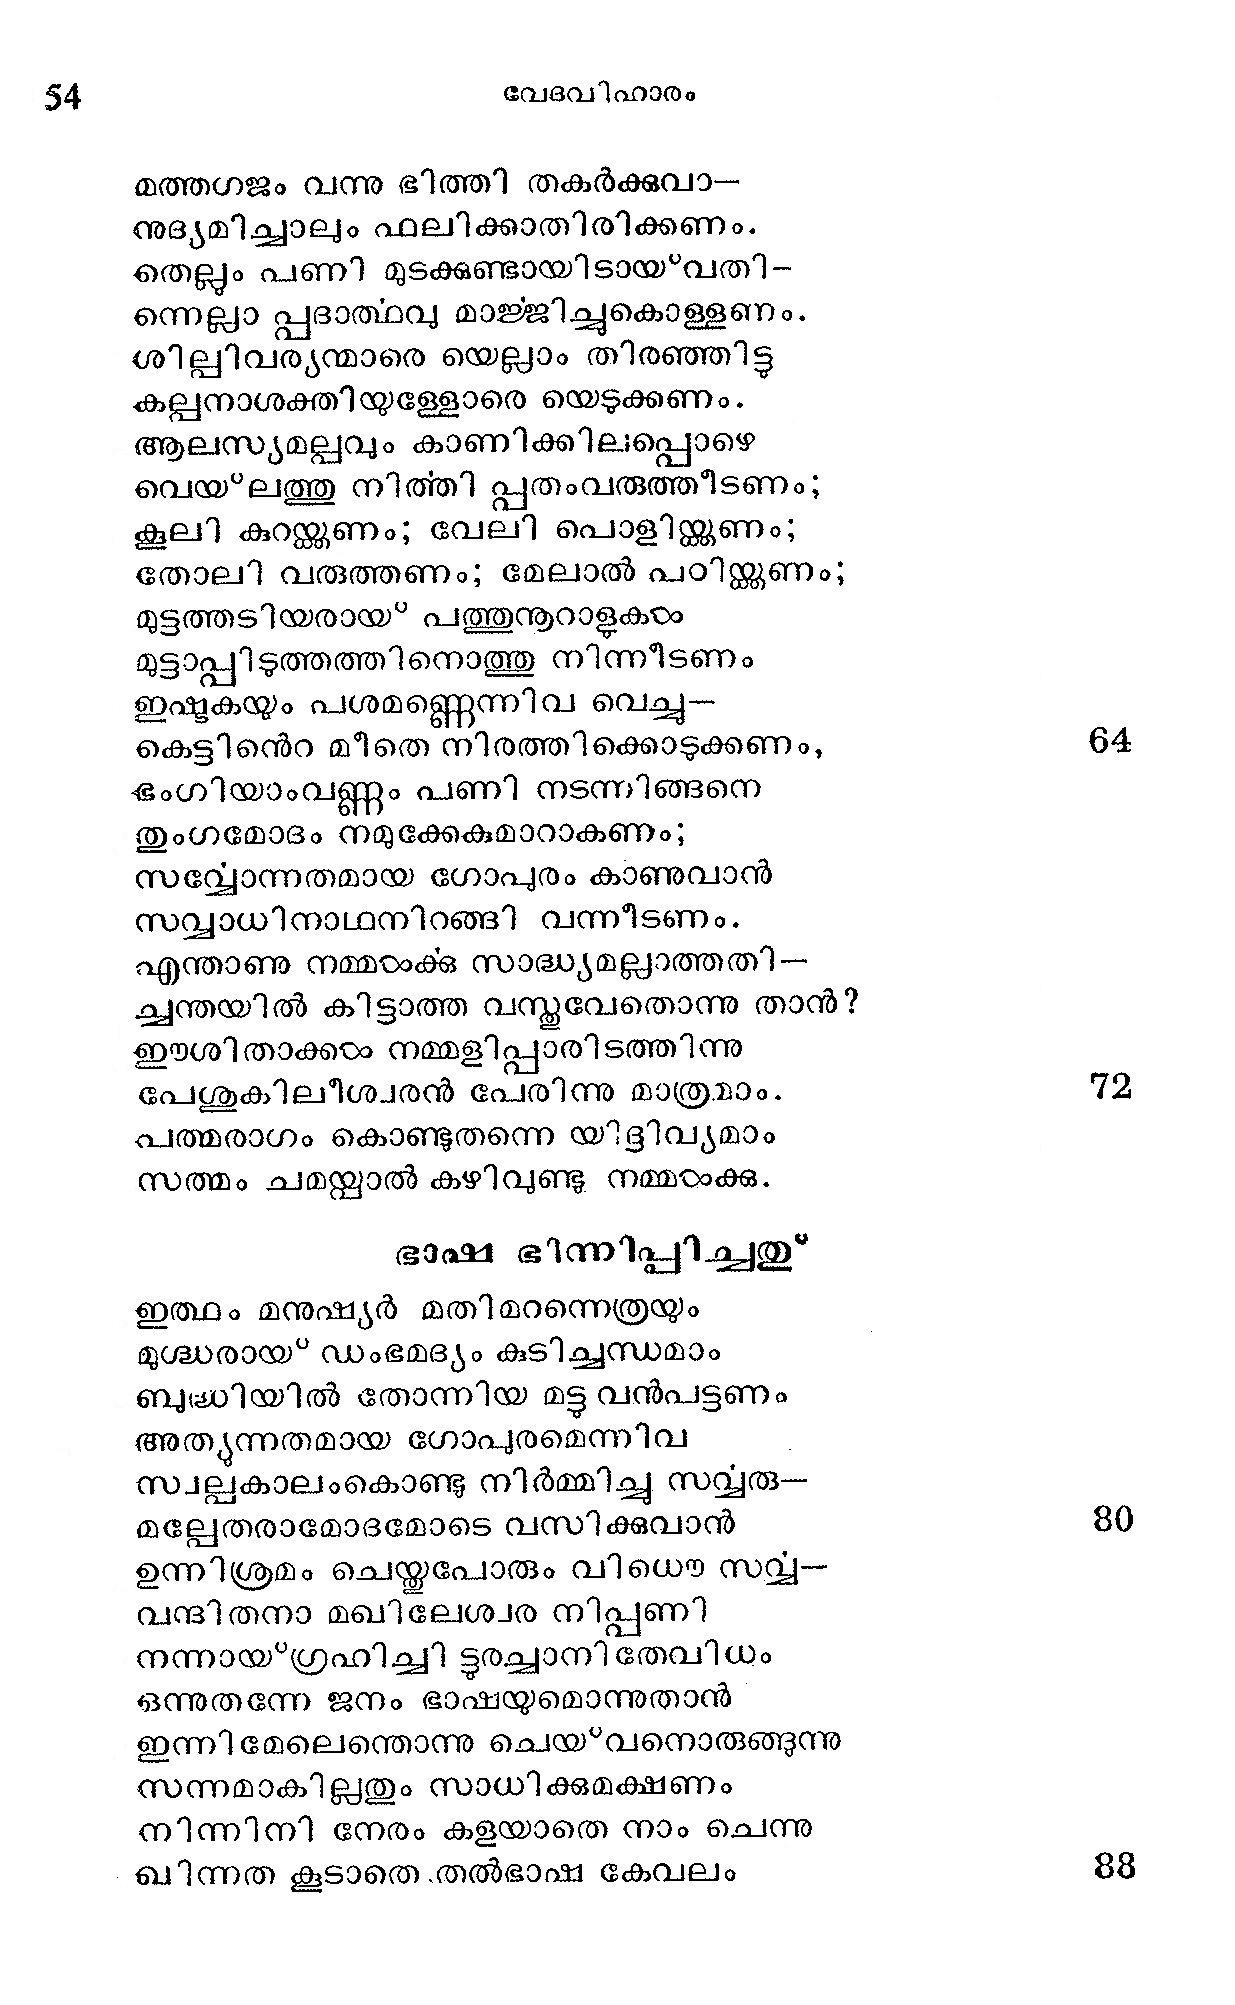 54 വേദവിഹാരം
മത്തഗജം വന്നു ഭിത്തി തകർക്കുവാ—
നുദ്യമിച്ചാലും ഫലിക്കാതിരിക്കണം.
തെല്ലും പണി മുടക്കുണ്ടായിടായ്‌വതി—
ന്നെല്ലാ പ്പദാൎത്ഥവു മാൎജ്ജിച്ചുകൊള്ളണം.
ശില്പിവര്യന്മാരെ യെല്ലാം തിരഞ്ഞിട്ടു
കല്പനാശക്തിയുള്ളോരെ യെടുക്കണം.
ആലസ്യമല്പവും കാണിക്കിലപ്പൊഴെ
വെയ്‌ലത്തു നിൎത്തി പ്പതംവരുത്തീടണം;
കൂലി കുറയ്ക്കണം; വേലി പൊളിയ്ക്കണം;
തോലി വരുത്തണം; മേലാൽ പഠിയ്ക്കണം;
മുട്ടത്തടിയരായ് പത്തുനൂറാളുകൾ
മുട്ടാപ്പിടുത്തത്തിനൊത്തു നിന്നീടണം
ഇഷ്ടകയും പശമണ്ണെന്നിവ വെച്ചു—
കെട്ടിൻെറ മീതെ നിരത്തിക്കൊടുക്കണം, 64
ഭംഗിയാംവണ്ണം പണി നടന്നിങ്ങനെ
തുംഗമോദം നമുക്കേകുമാറാകണം;
സൎവ്വോന്നതമായ ഗോപുരം കാണുവാൻ
സവ്വാധിനാഥനിറങ്ങി വന്നീടണം.
എന്താണു നമ്മൾക്കു സാദ്ധ്യമല്ലാത്തതി—
ച്ചന്തയിൽ കിട്ടാത്ത വസ്തുവേതൊന്നു താൻ?
ഈശിതാക്കൾ നമ്മളിപ്പാരിടത്തിന്നു
പേശുകിലീശ്വരൻ പേരിന്നു മാത്രമാം. 72
പത്മരാഗം കൊണ്ടുതന്നെ യിദ്ദിവ്യമാം
സത്മം ചമയ്പാൽ കഴിവുണ്ടു നമ്മൾക്കു.
ഭാഷ ഭിന്നിപ്പിച്ചതു്
ഇത്ഥം മനുഷ്യർ മതിമറന്നെത്രയും
മുഗ്ദ്ധരായ് ഡംഭമദ്യം കുടിച്ചന്ധമാം
ബുദ്ധിയിൽ തോന്നിയ മട്ടു വൻപട്ടണം
അത്യുന്നതമായ ഗോപുരമെന്നിവ
സ്വല്പകാലംകൊണ്ടു നിർമ്മിച്ചു സൎവ്വരു—
മല്പേതരാമോദമോടെ വസിക്കുവാൻ 80
ഉന്നിശ്രമം ചെയ്തുപോരും വിധൌ സൎവ്വ—
വന്ദിതനാ മഖിലേശ്വര നിപ്പണി
നന്നായ്ഗ്രഹിച്ചി ട്ടുരച്ചാനിതേവിധം
ഒന്നുതന്നേ ജനം ഭാഷയുമൊന്നുതാൻ
ഇന്നിമേലെന്തൊന്നു ചെയ്‌വനൊരുങ്ങുന്നു
സന്നമാകില്ലതും സാധിക്കുമക്ഷണം
നിന്നിനി നേരം കളയാതെ നാം ചെന്നു
ഖിന്നത കൂടാതെ തൽഭാഷ കേവലം 88